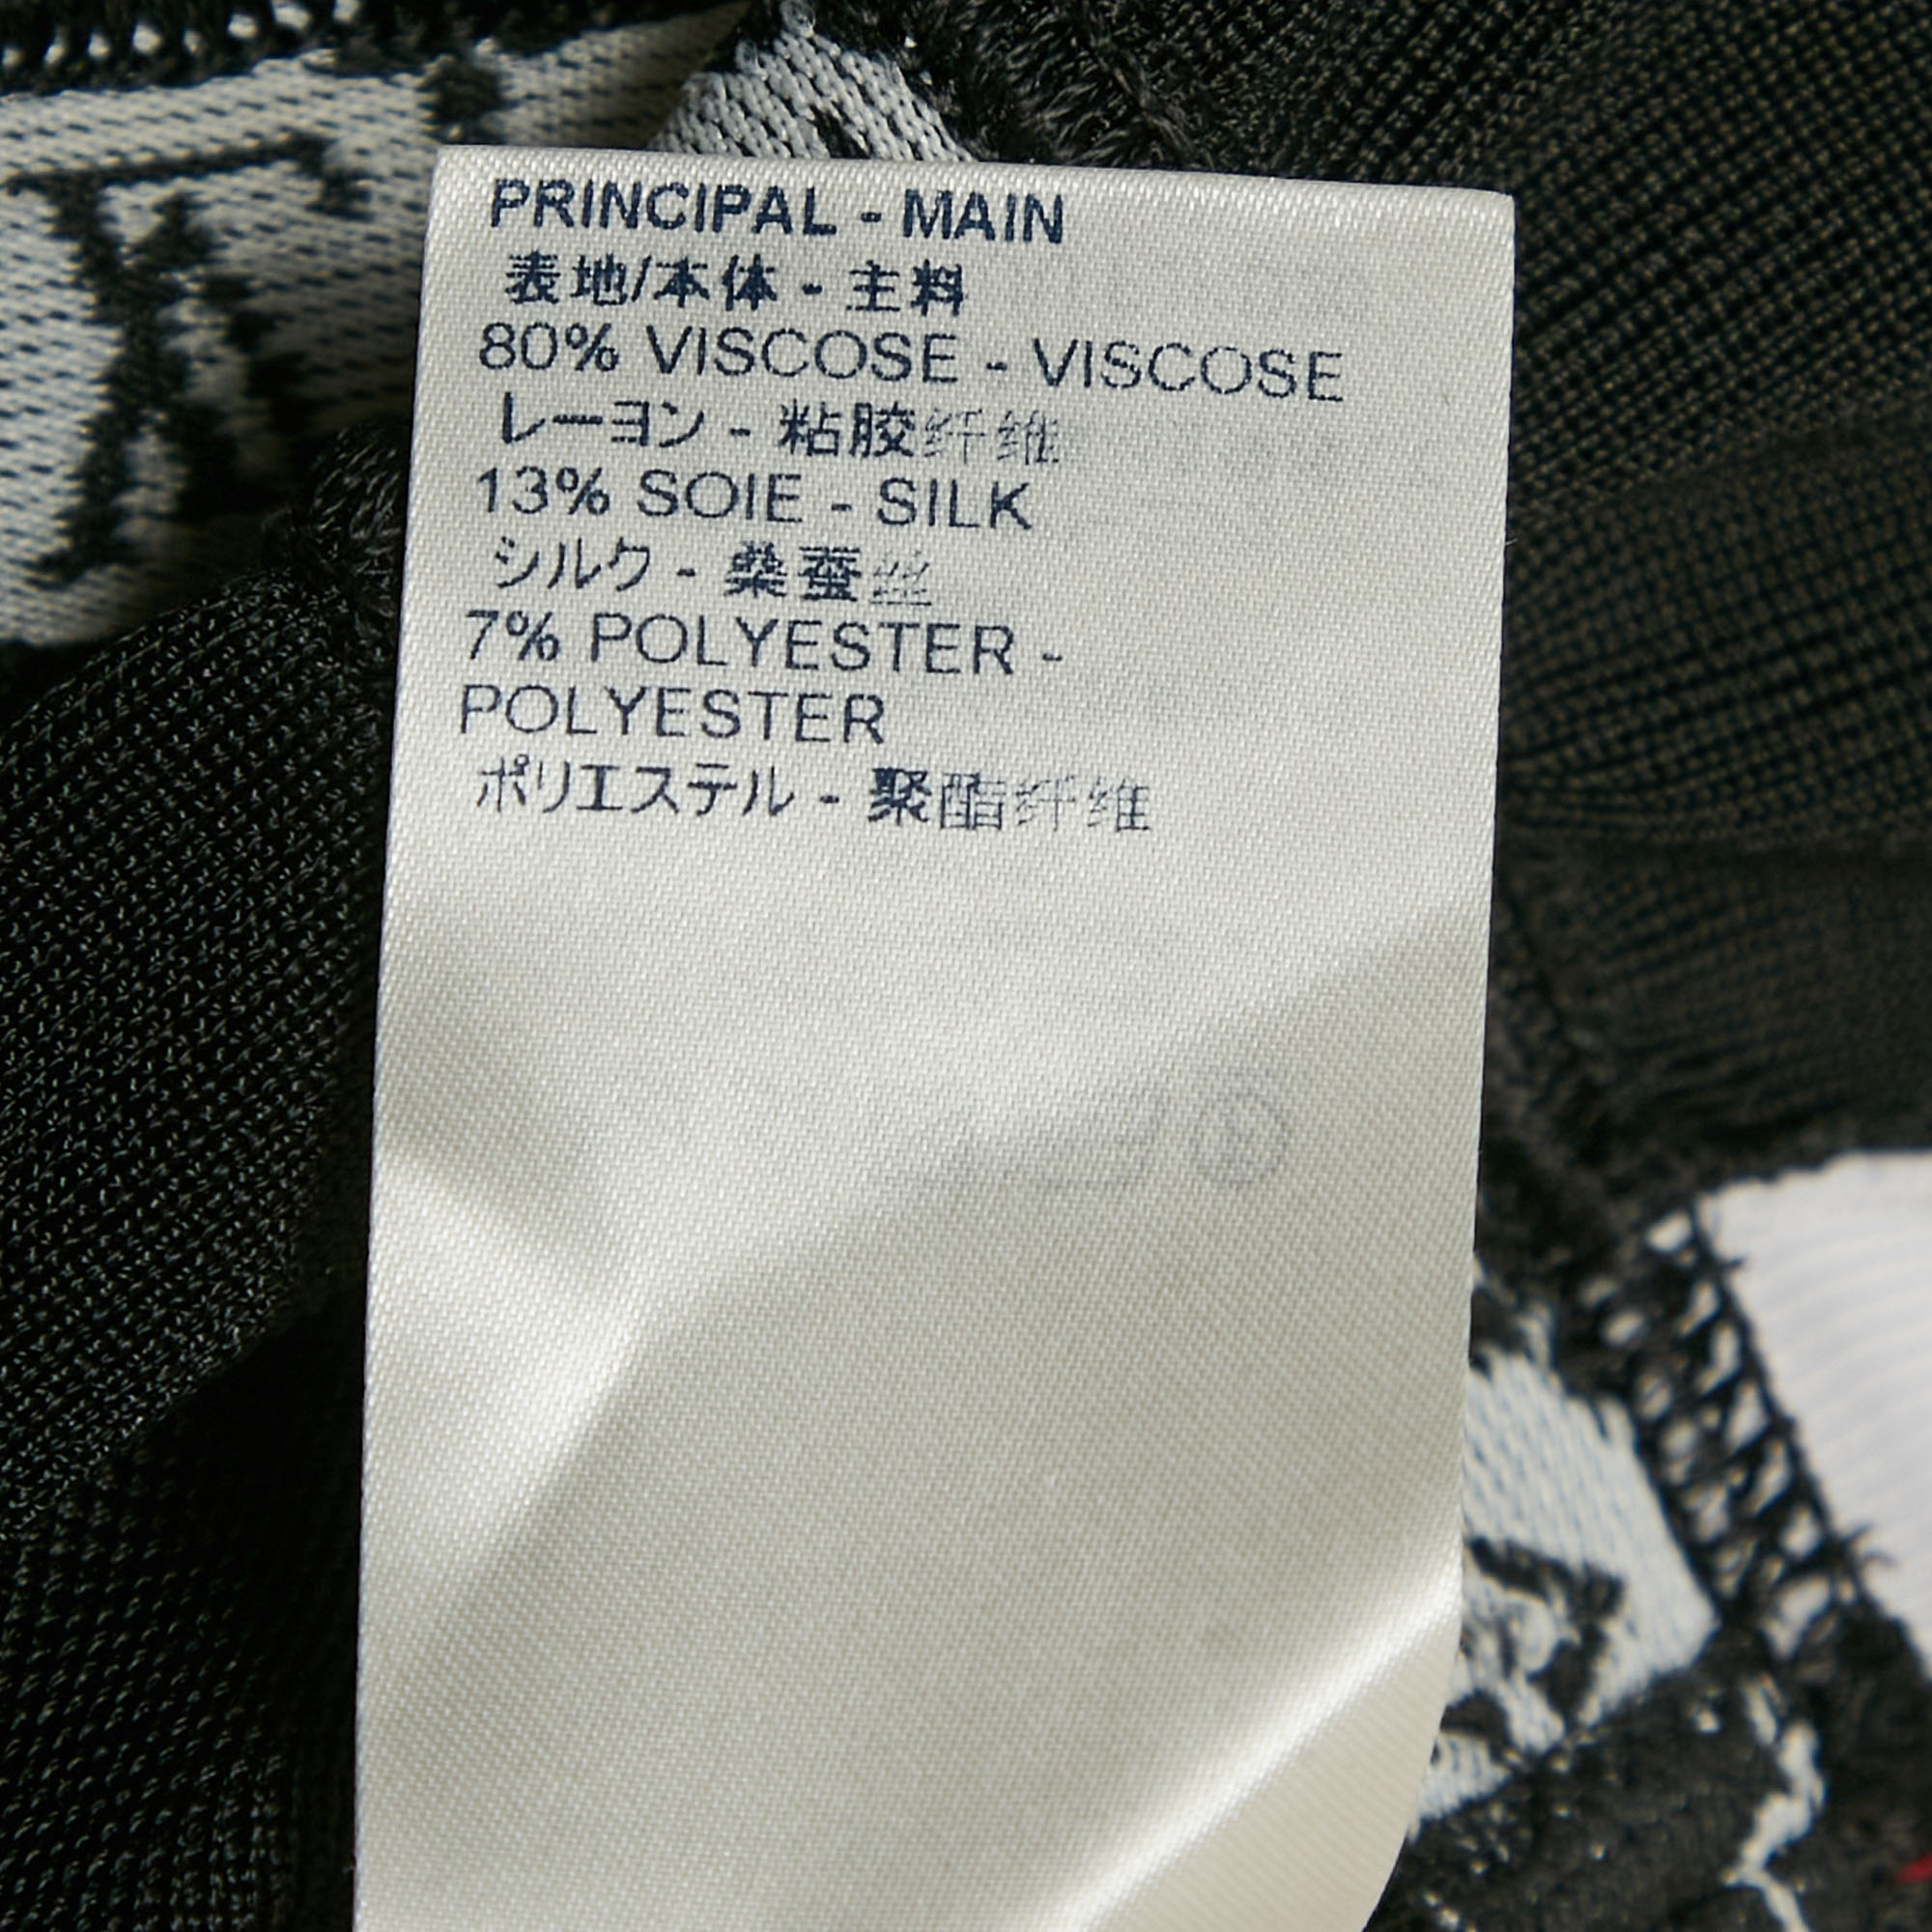 PRINCIPAL - MAIN
表地/本体 - 主料
80% VISCOSE - VISCOSE
レーヨン - 粘胶纤维
13% SOIE - SILK
シルク - 桑蚕丝
7% POLYESTER -
POLYESTER
ポリエステル - 聚酯纤维